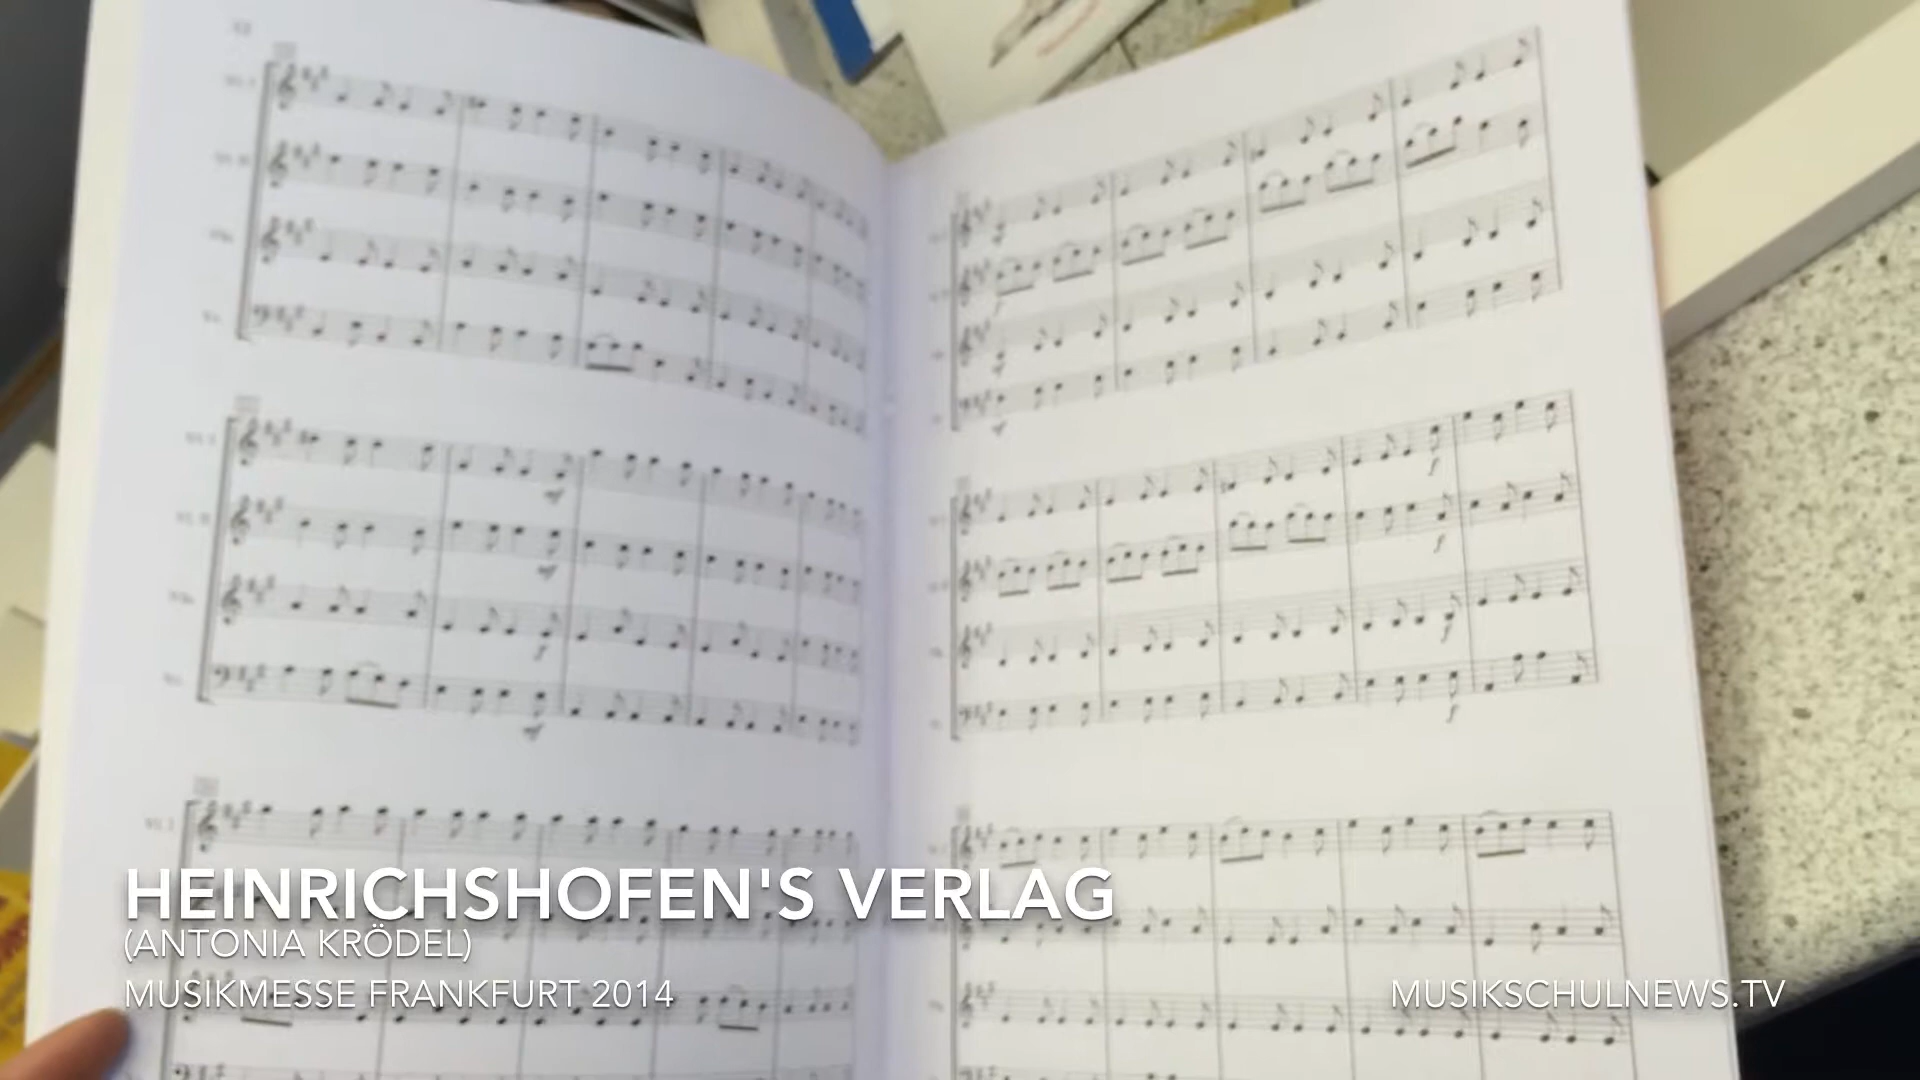 HEINRICHSHOFEN'S VERLAG
(ANTONIA KRÖDEL)
MUSIKMESSE FRANKFURT 2014
MUSIKSCHULNEWS.TV